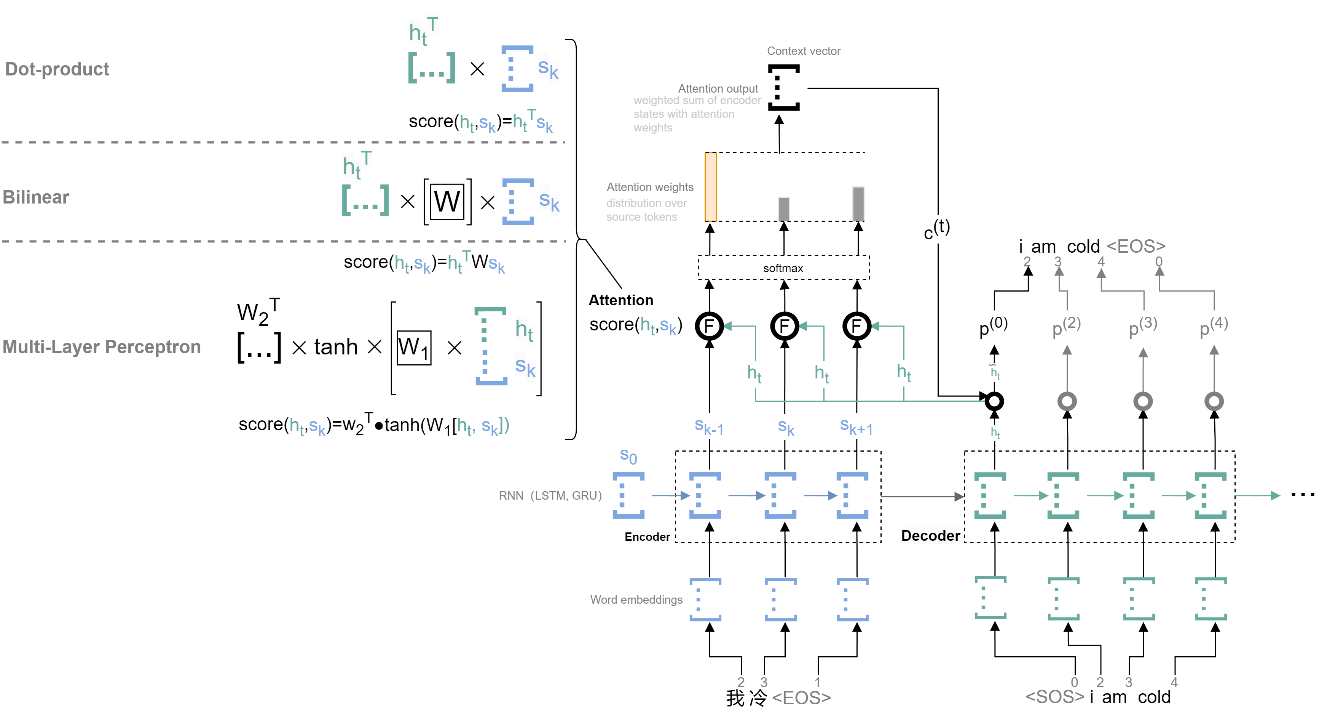 Dot-product
h_t^T
[...] × s_k
score(h_t,s_k)=h_t^T s_k
Bilinear
h_t^T
[...] × [W] × s_k
score(h_t,s_k)=h_t^T W s_k
Multi-Layer Perceptron
W_2^T
[...] × tanh × [W_1 × h_t s_k]
score(h_t,s_k)=w_2^T●tanh(W_1[h_t, s_k])
Attention
score(h_t,s_k)
Context vector
Attention output
weighted sum of encoder
states with attention
weights
Attention weights
distribution over
source tokens
softmax
F F F
h_t h_t h_t
s_k-1 s_k s_k+1
s_0
RNN (LSTM, GRU)
Encoder
Word embeddings
2 3 1
我 冷 <EOS>
c^(t)
i am cold <EOS>
2 3 4 0
p^(0) p^(2) p^(3) p^(4)
h̃_t
h_t
Decoder
...
0 2 3 4
<SOS> i am cold